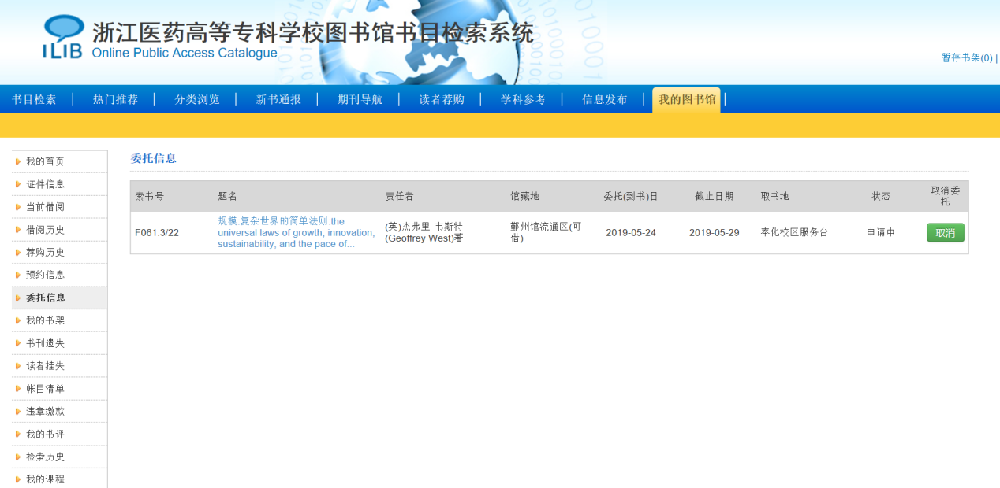 iLiB
浙江医药高等专科学校图书馆书目检索系统
Online Public Access Catalogue
暂存书架(0) |
书目检索 | 热门推荐 | 分类浏览 | 新书通报 | 期刊导航 | 读者荐购 | 学科参考 | 信息发布 | 我的图书馆
我的首页
证件信息
当前借阅
借阅历史
荐购历史
预约信息
委托信息
我的书架
书刊遗失
读者挂失
帐目清单
违章缴款
我的书评
检索历史
我的课程
委托信息
索书号 题名 责任者 馆藏地 委托(到书)日 截止日期 取书地 状态 取消委
托
规模:复杂世界的简单法则:the
universal laws of growth, innovation,
sustainability, and the pace of...
F061.3/22
(英)杰弗里·韦斯特
(Geoffrey West)著
鄞州馆流通区(可
借)
2019-05-24 2019-05-29 奉化校区服务台 申请中 取消